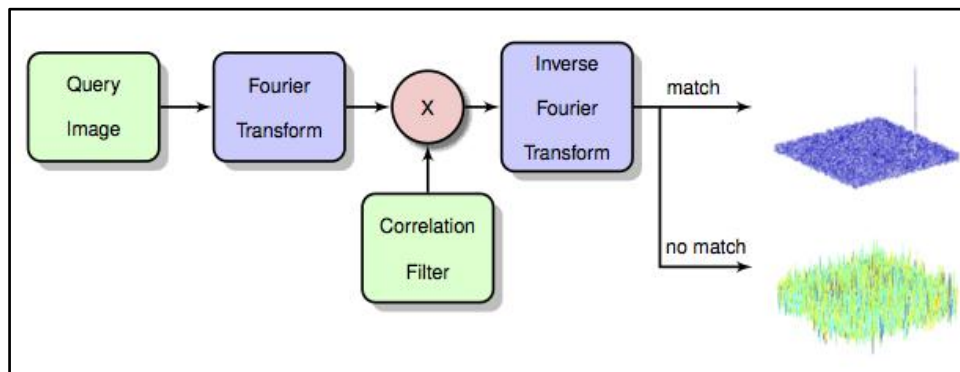 Query
Image
Fourier
Transform
X
Correlation
Filter
Inverse
Fourier
Transform
match
no match